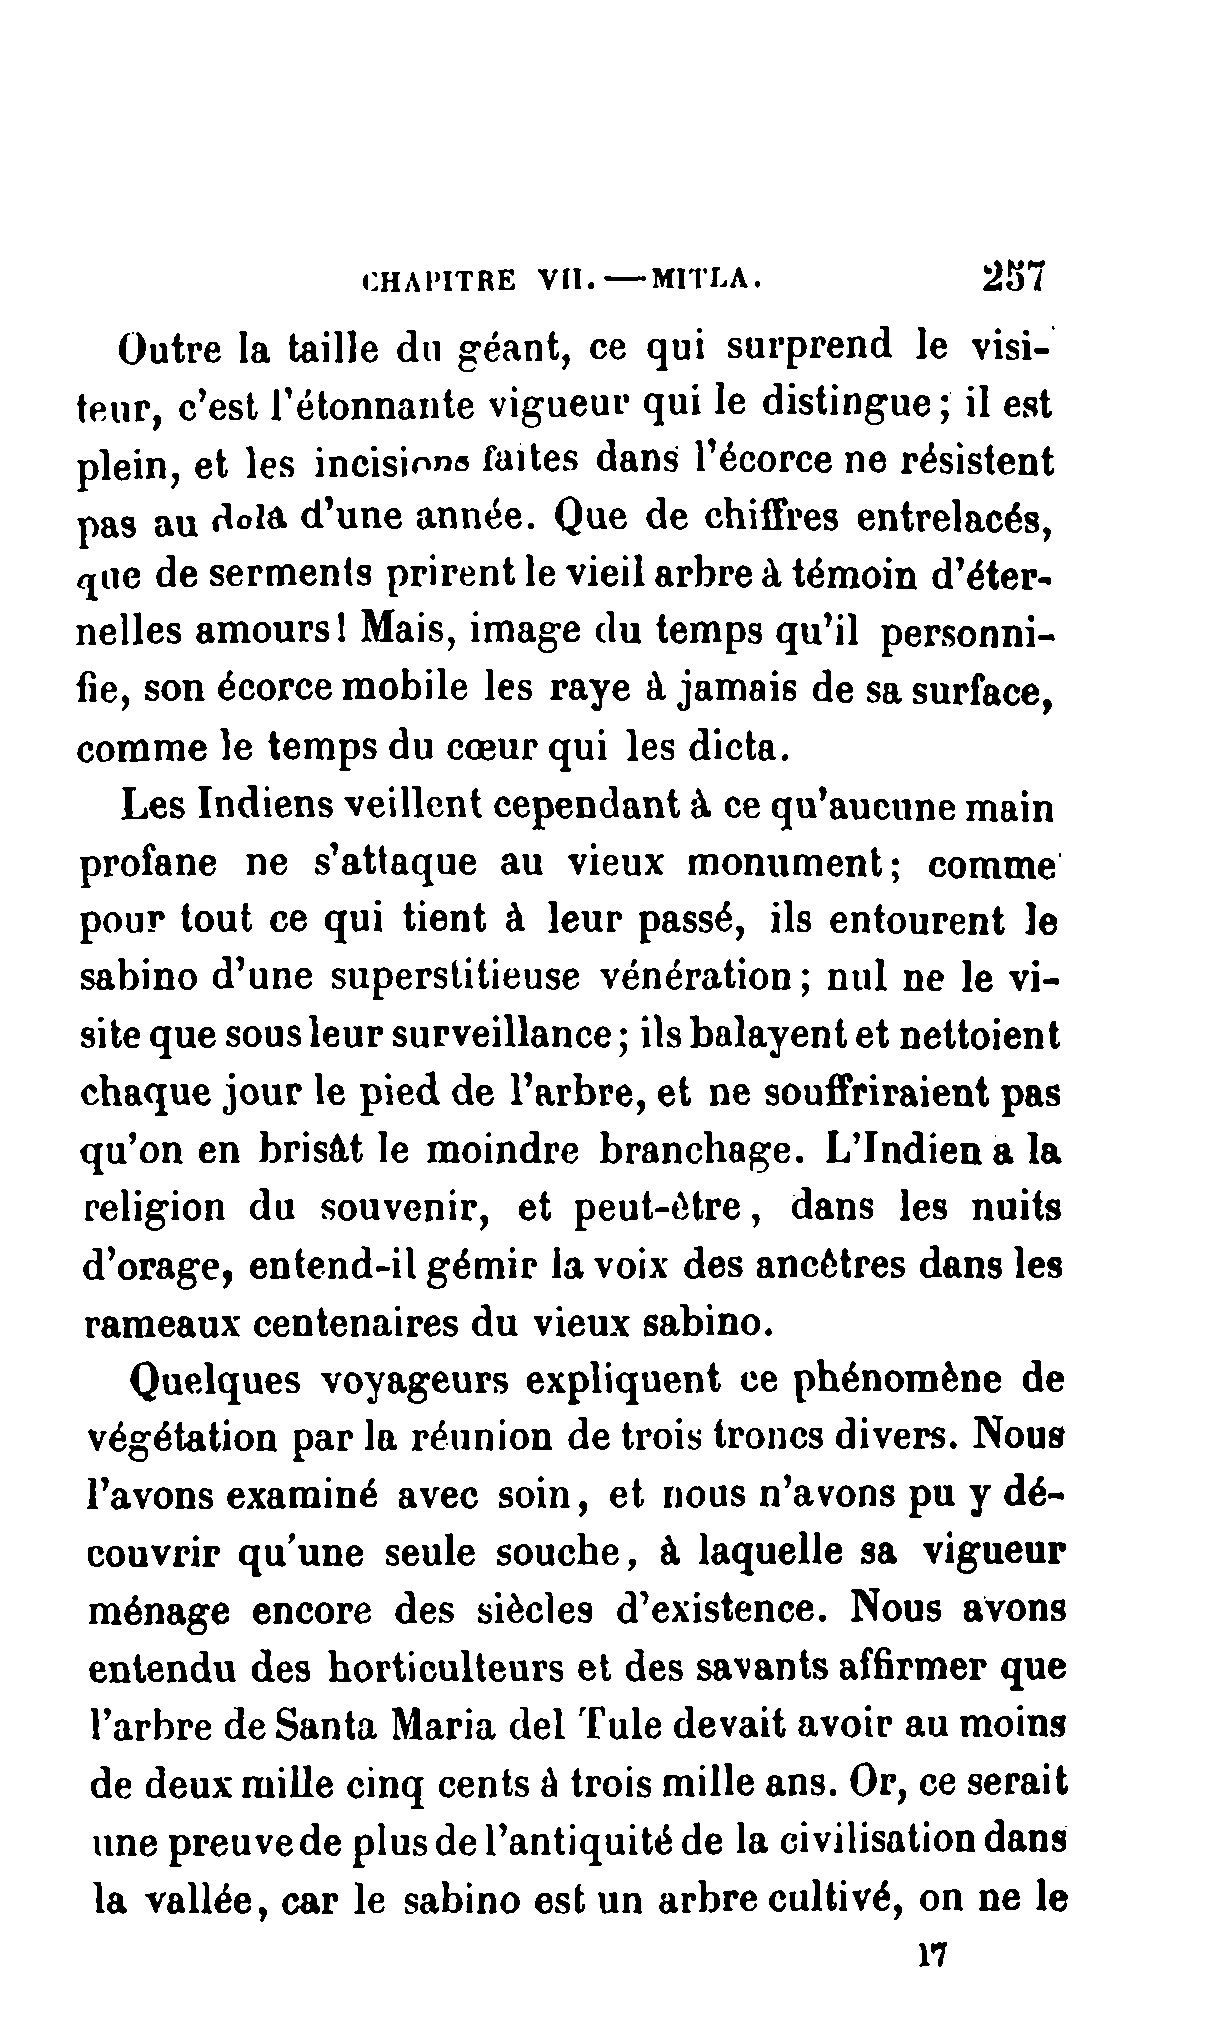 CHAPITRE VII. — MITLA. 257
Outre la taille du géant, ce qui surprend le visi-
teur, c'est l'étonnante vigueur qui le distingue; il est
plein, et les incisions faites dans l'écorce ne résistent
pas au delà d'une année. Que de chiffres entrelacés,
que de serments prirent le vieil arbre à témoin d'éter-
nelles amours! Mais, image du temps qu'il personni-
fie, son écorce mobile les raye à jamais de sa surface,
comme le temps du cœur qui les dicta.
Les Indiens veillent cependant à ce qu'aucune main
profane ne s'attaque au vieux monument; comme
pour tout ce qui tient à leur passé, ils entourent le
sabino d'une superstitieuse vénération; nul ne le vi-
site que sous leur surveillance; ils balayent et nettoient
chaque jour le pied de l'arbre, et ne souffriraient pas
qu'on en brisât le moindre branchage. L'Indien a la
religion du souvenir, et peut-être, dans les nuits
d'orage, entend-il gémir la voix des ancêtres dans les
rameaux centenaires du vieux sabino.
Quelques voyageurs expliquent ce phénomène de
végétation par la réunion de trois troncs divers. Nous
l'avons examiné avec soin, et nous n'avons pu y dé-
couvrir qu'une seule souche, à laquelle sa vigueur
ménage encore des siècles d'existence. Nous avons
entendu des horticulteurs et des savants affirmer que
l'arbre de Santa Maria del Tule devait avoir au moins
de deux mille cinq cents à trois mille ans. Or, ce serait
une preuve de plus de l'antiquité de la civilisation dans
la vallée, car le sabino est un arbre cultivé, on ne le
17